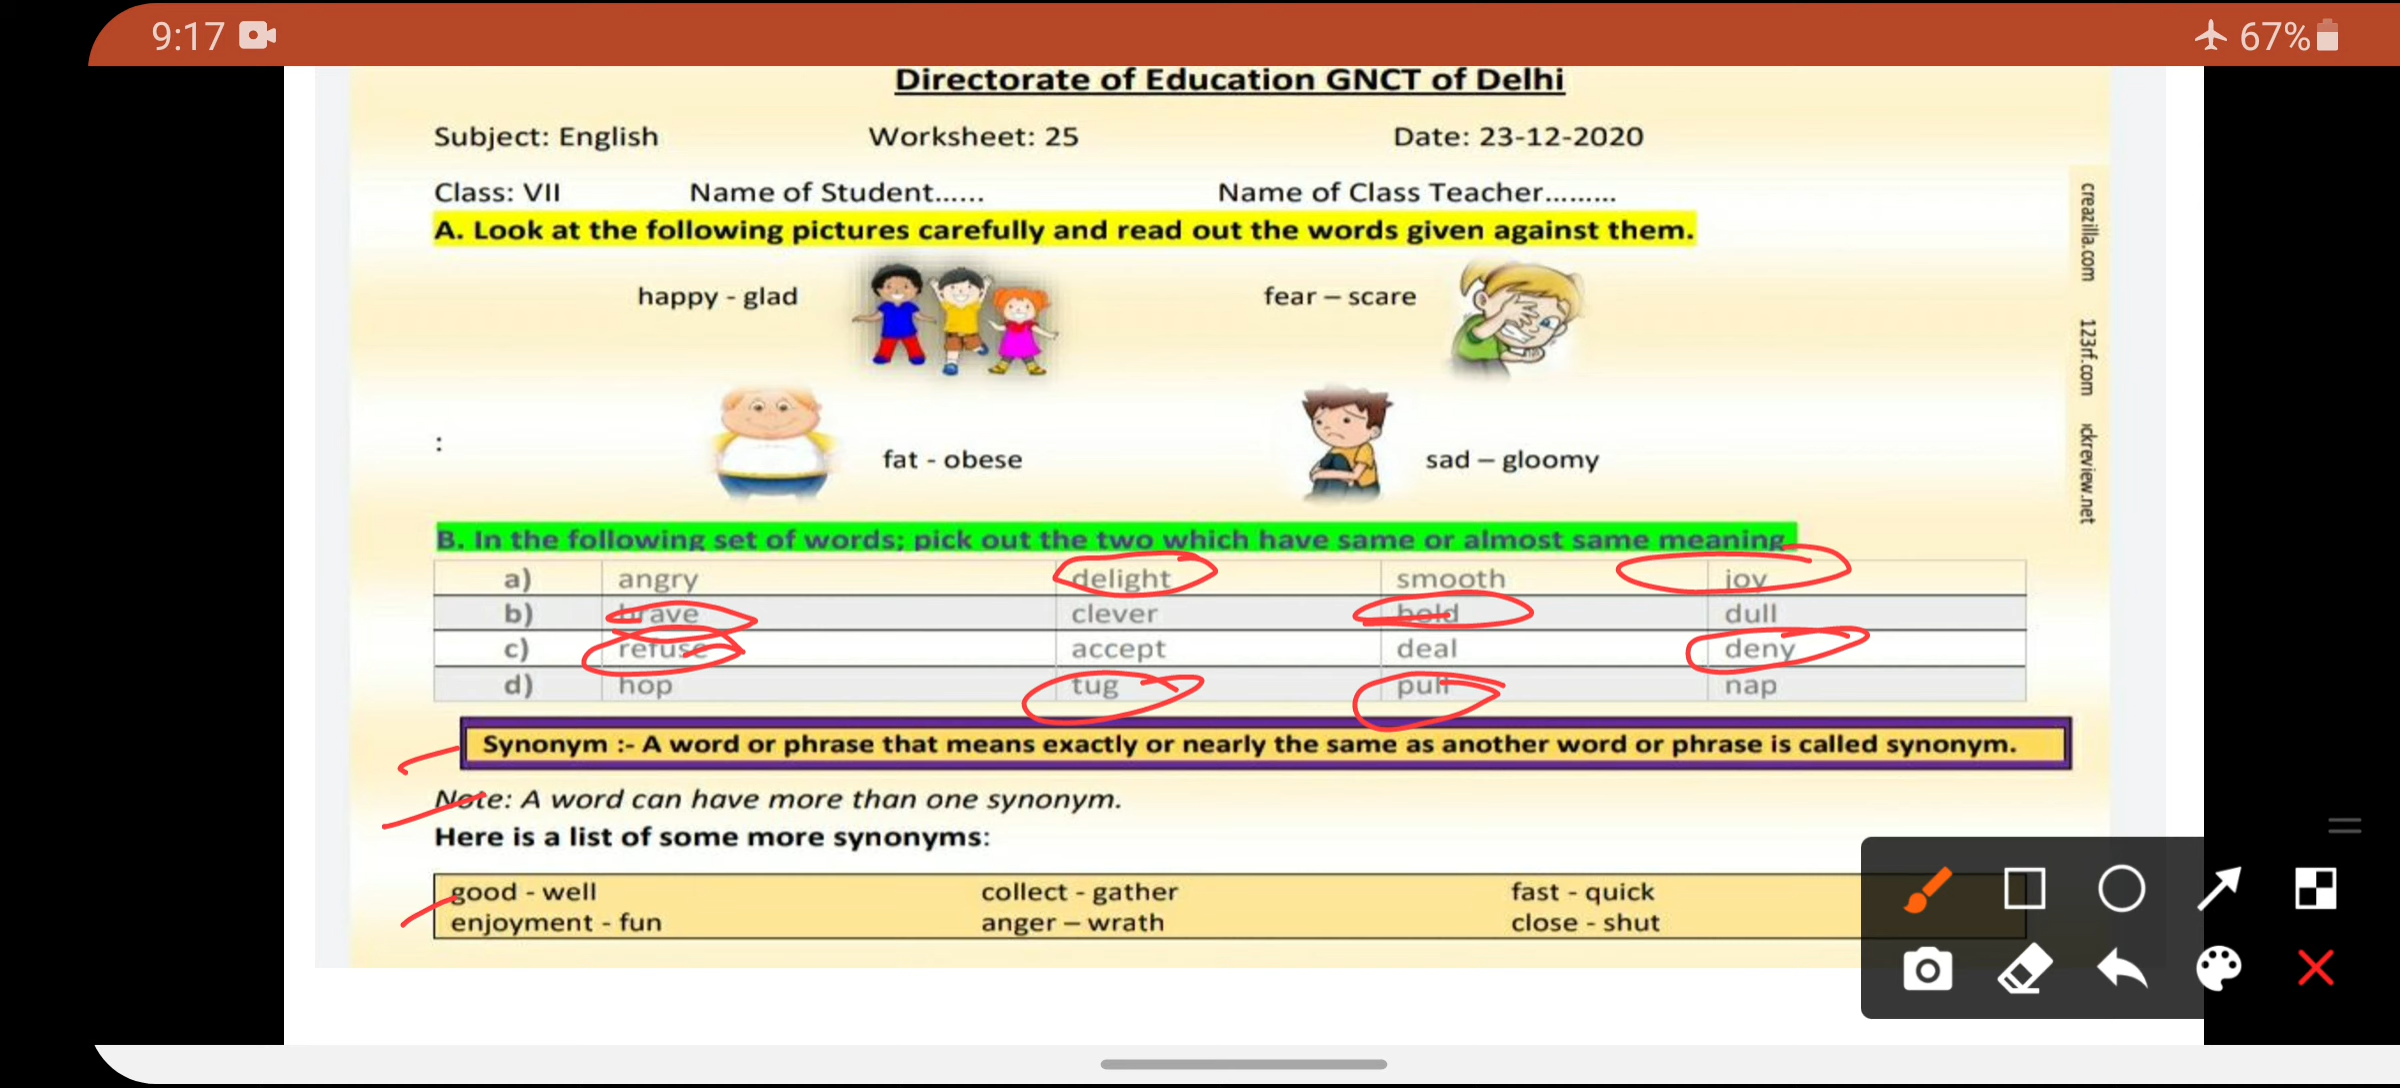 9:17
67%
Directorate of Education GNCT of Delhi
Subject: English Worksheet: 25 Date: 23-12-2020
Class: VII Name of Student...... Name of Class Teacher.........
A. Look at the following pictures carefully and read out the words given against them.
happy - glad fear – scare
:
fat - obese sad – gloomy
B. In the following set of words; pick out the two which have same or almost same meaning
a) angry delight smooth joy
b) brave clever bold dull
c) refuse accept deal deny
d) hop tug pull nap
Synonym :- A word or phrase that means exactly or nearly the same as another word or phrase is called synonym.
Note: A word can have more than one synonym.
Here is a list of some more synonyms:
good - well collect - gather fast - quick
enjoyment - fun anger – wrath close - shut
creazilla.com 123rf.com ckreview.net